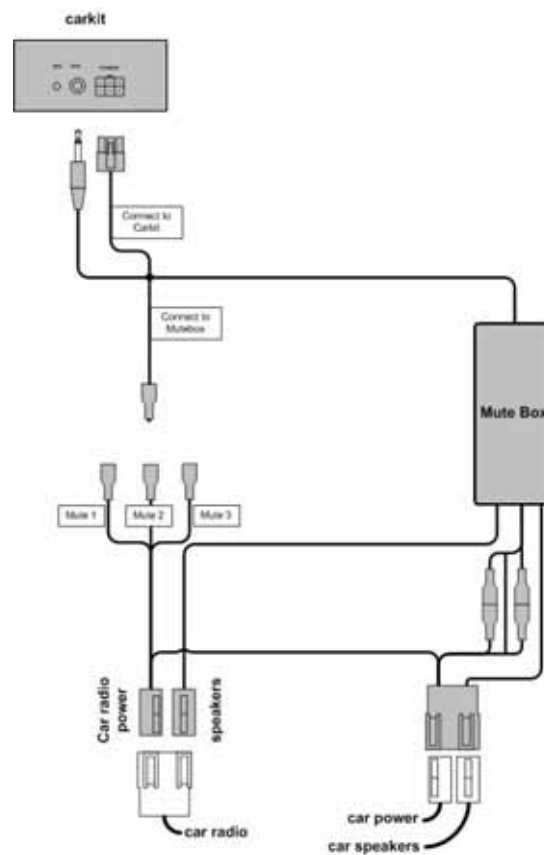 carkit
Connect to
Carkit
Connect to
Mutebox
Mute Box
Mute 1
Mute 2
Mute 3
Car radio
power
speakers
car power
car radio
car speakers